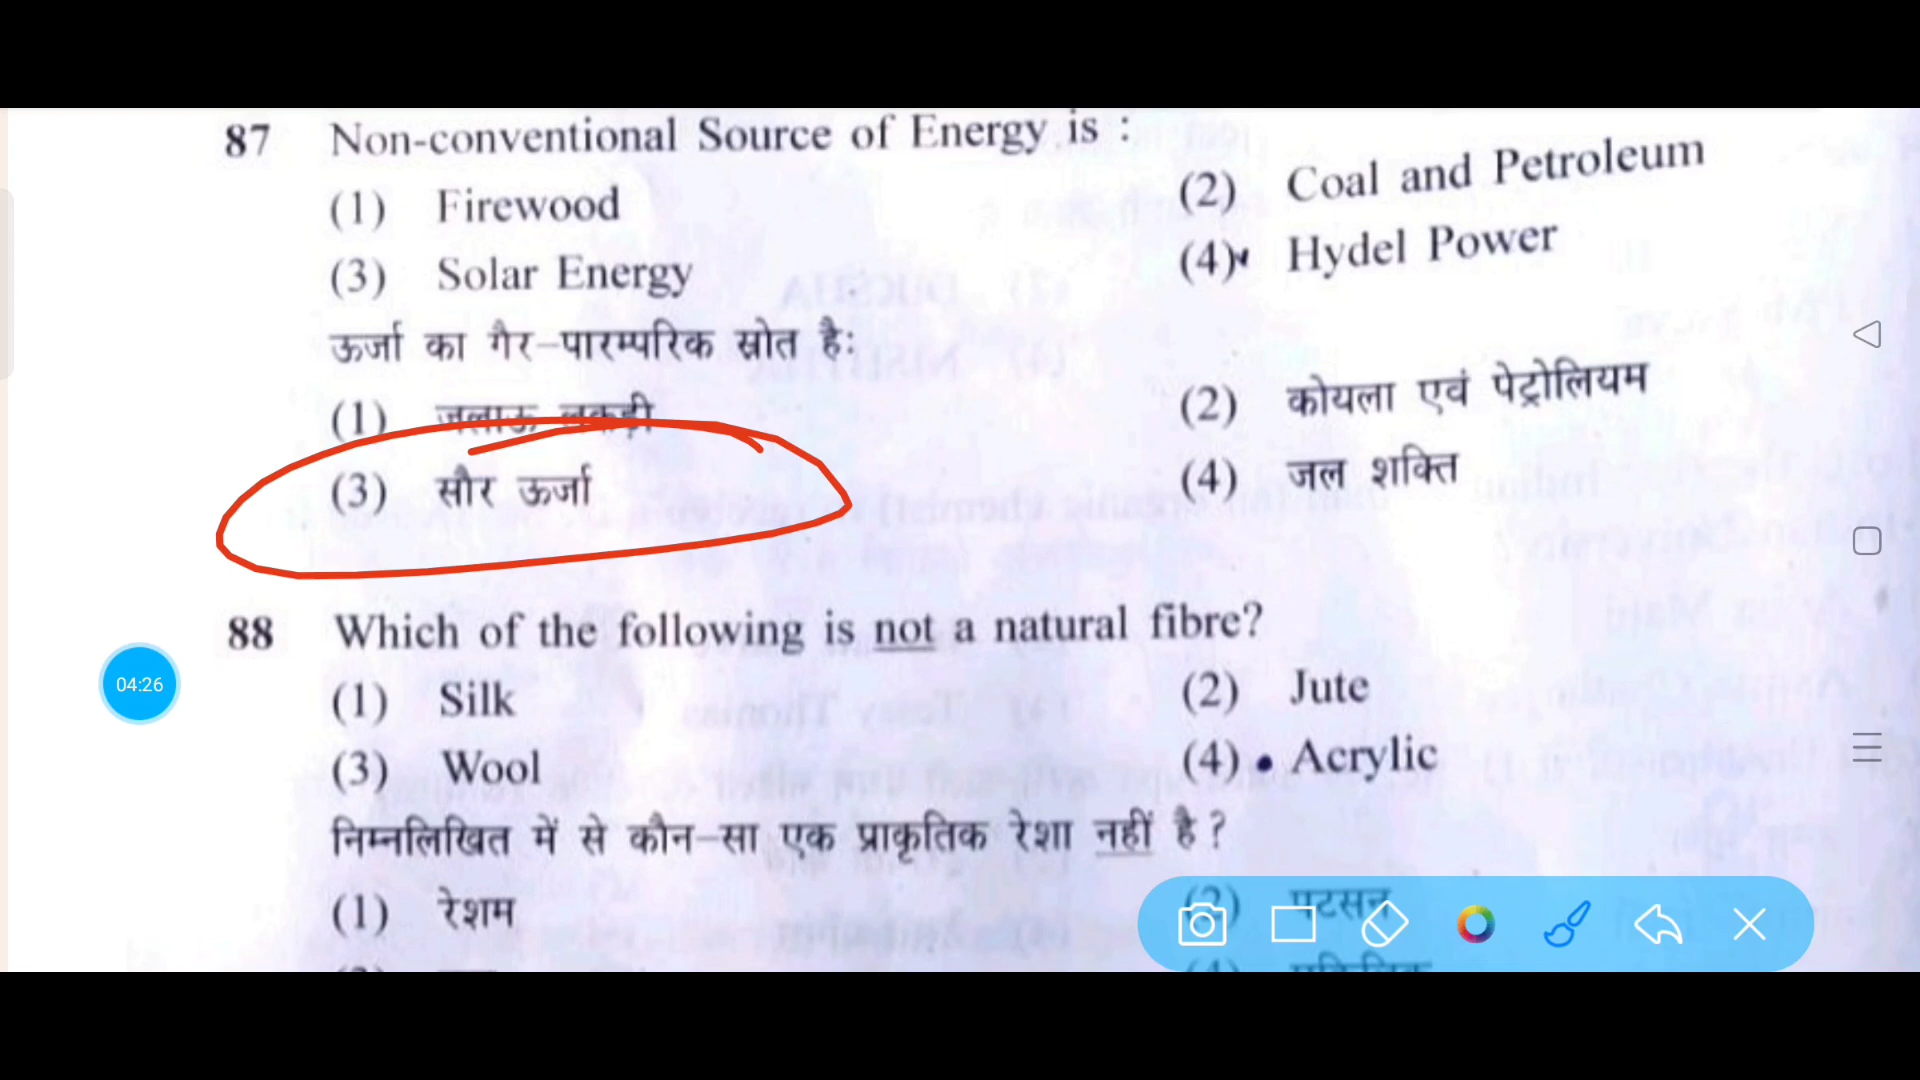 87 Non-conventional Source of Energy is :
(1) Firewood (2) Coal and Petroleum
(3) Solar Energy (4) Hydel Power
ऊर्जा का गैर-पारम्परिक स्रोत है:
(1) जलाऊ लकड़ी (2) कोयला एवं पेट्रोलियम
(3) सौर ऊर्जा (4) जल शक्ति
88 Which of the following is not a natural fibre?
(1) Silk (2) Jute
(3) Wool (4) Acrylic
निम्नलिखित में से कौन-सा एक प्राकृतिक रेशा नहीं है ?
(1) रेशम (2) पटसन
04:26